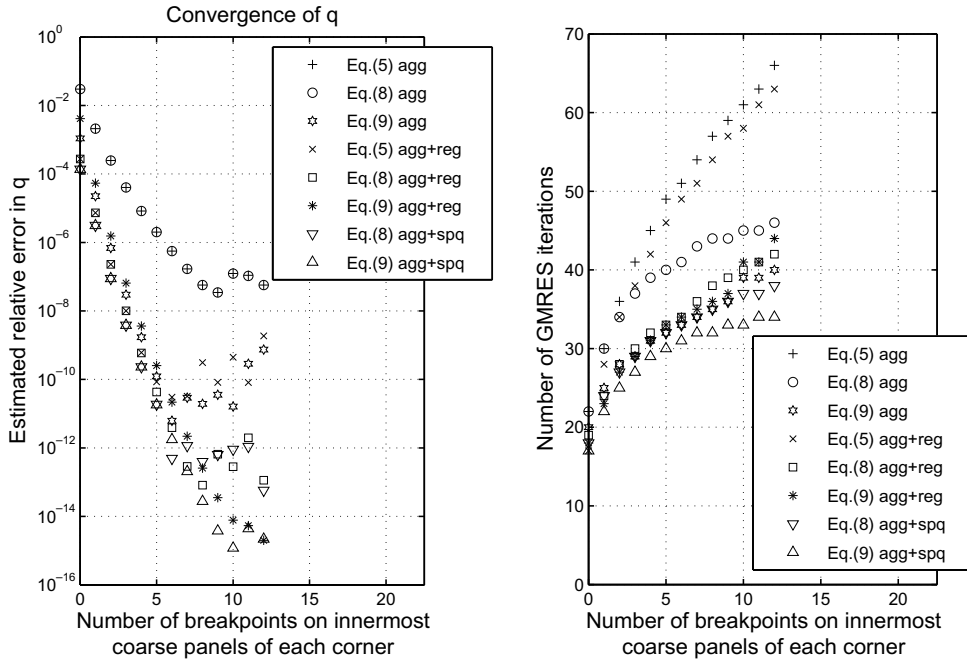 Convergence of q
10^0
10^-2
10^-4
10^-6
10^-8
10^-10
10^-12
10^-14
10^-16
Estimated relative error in q
Eq.(5) agg
Eq.(8) agg
Eq.(9) agg
Eq.(5) agg+reg
Eq.(8) agg+reg
Eq.(9) agg+reg
Eq.(8) agg+spq
Eq.(9) agg+spq
0 5 10 15 20
Number of breakpoints on innermost
coarse panels of each corner
70
60
50
40
30
20
10
0
Number of GMRES iterations
Eq.(5) agg
Eq.(8) agg
Eq.(9) agg
Eq.(5) agg+reg
Eq.(8) agg+reg
Eq.(9) agg+reg
Eq.(8) agg+spq
Eq.(9) agg+spq
0 5 10 15 20
Number of breakpoints on innermost
coarse panels of each corner